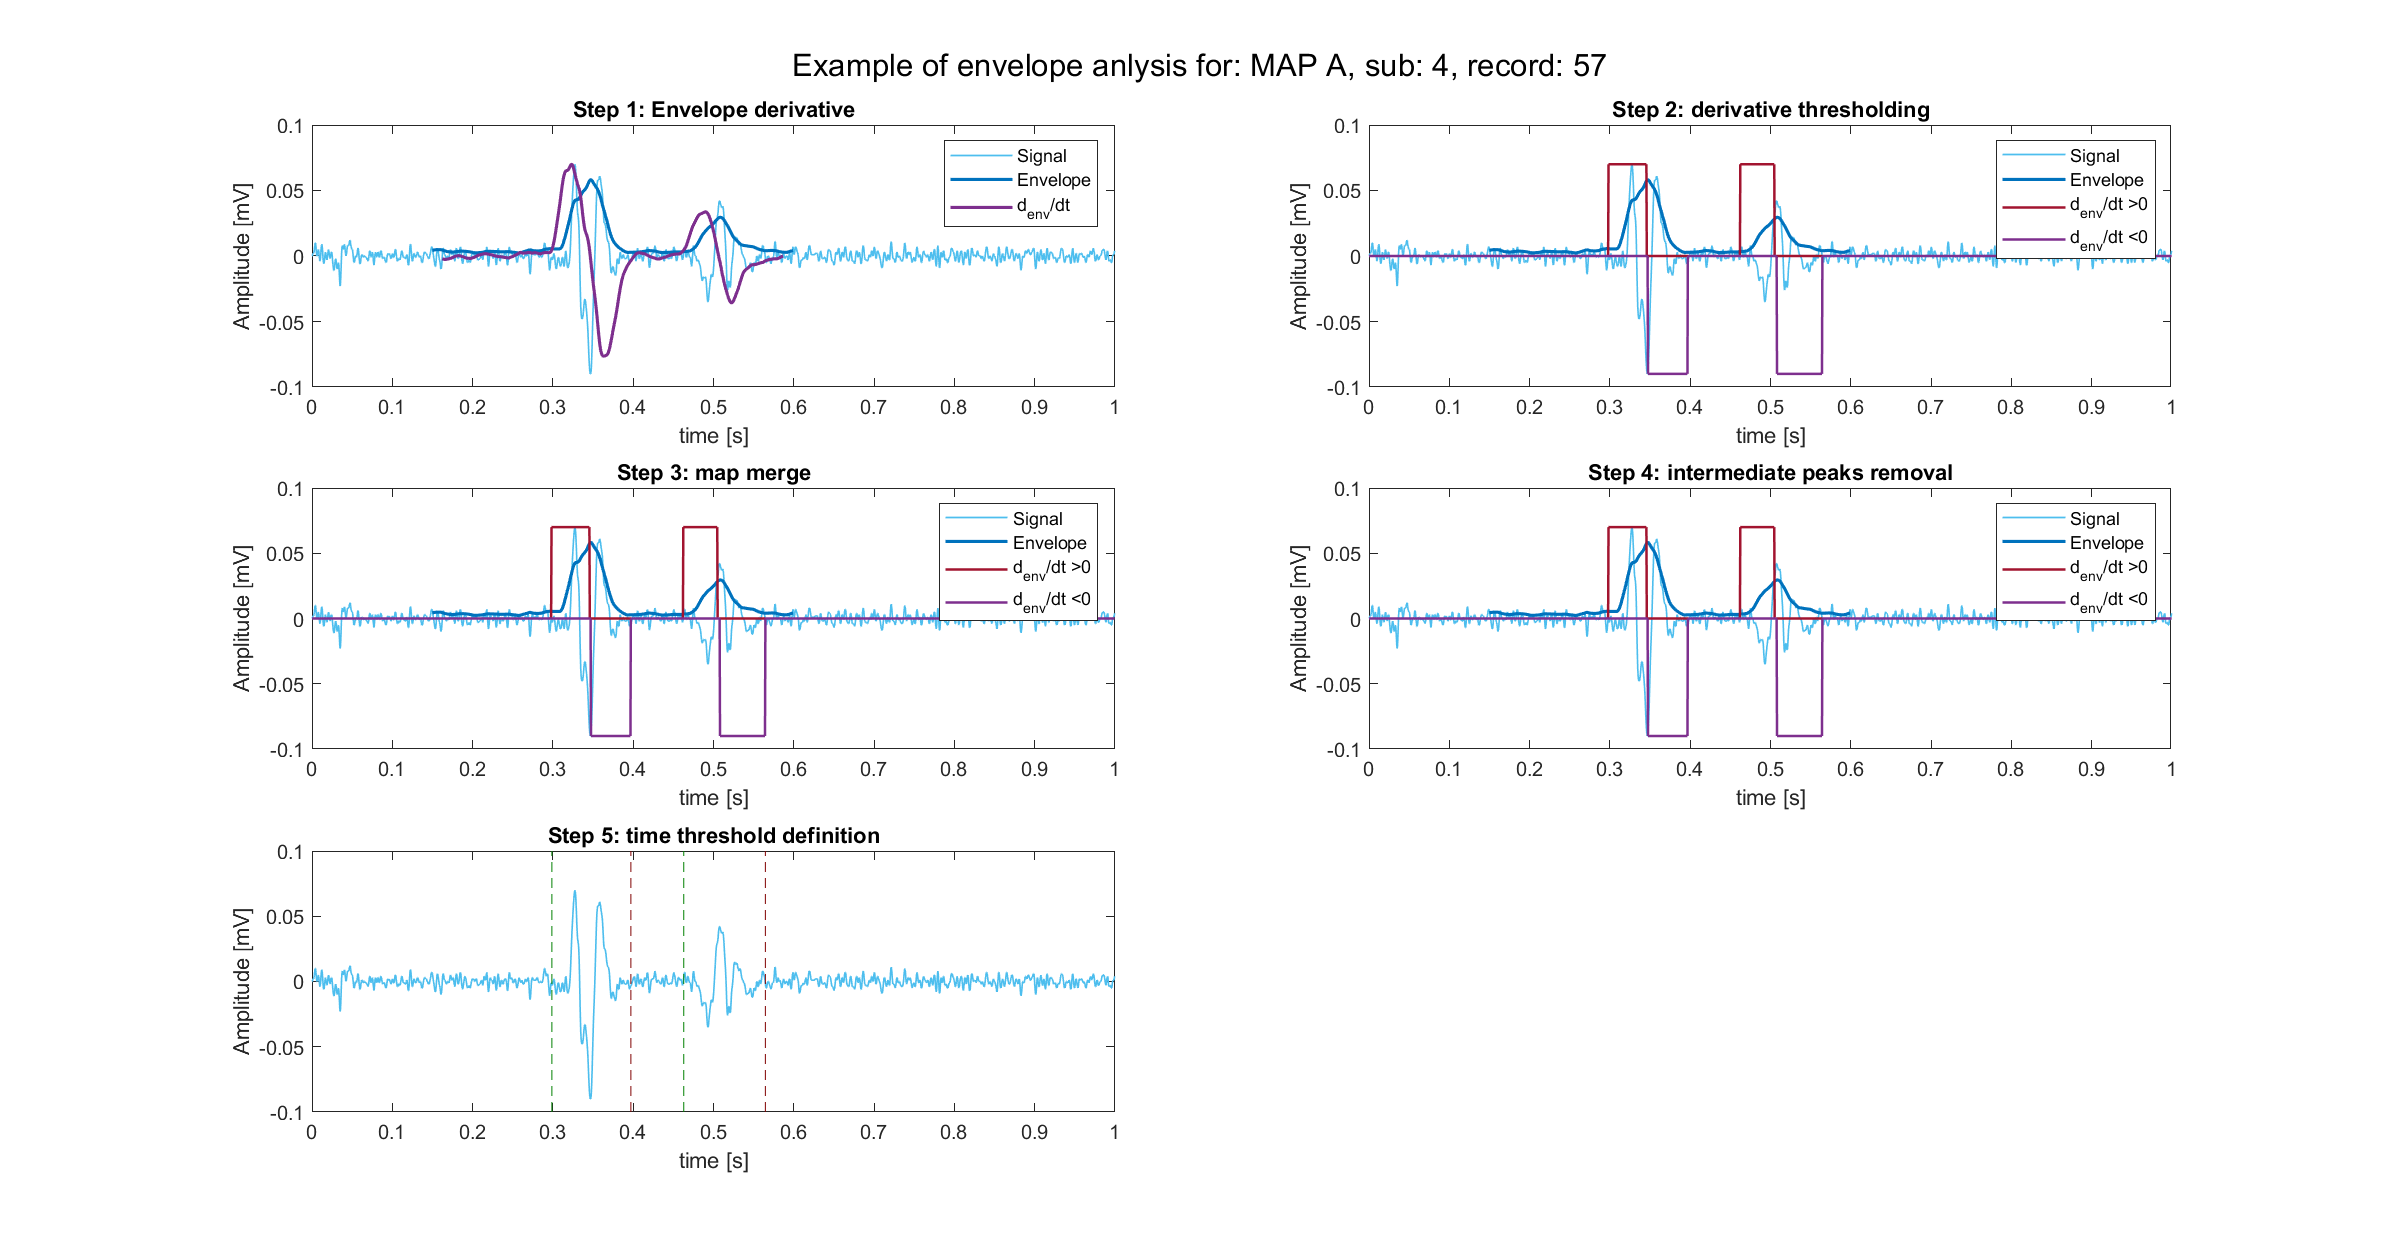 Example of envelope anlysis for: MAP A, sub: 4, record: 57
Step 1: Envelope derivative
0.1
0.05
0
-0.05
-0.1
Amplitude [mV]
0 0.1 0.2 0.3 0.4 0.5 0.6 0.7 0.8 0.9 1
time [s]
Signal
Envelope
d_env/dt
Step 2: derivative thresholding
0.1
0.05
0
-0.05
-0.1
Amplitude [mV]
0 0.1 0.2 0.3 0.4 0.5 0.6 0.7 0.8 0.9 1
time [s]
Signal
Envelope
d_env/dt >0
d_env/dt <0
Step 3: map merge
0.1
0.05
0
-0.05
-0.1
Amplitude [mV]
0 0.1 0.2 0.3 0.4 0.5 0.6 0.7 0.8 0.9 1
time [s]
Signal
Envelope
d_env/dt >0
d_env/dt <0
Step 4: intermediate peaks removal
0.1
0.05
0
-0.05
-0.1
Amplitude [mV]
0 0.1 0.2 0.3 0.4 0.5 0.6 0.7 0.8 0.9 1
time [s]
Signal
Envelope
d_env/dt >0
d_env/dt <0
Step 5: time threshold definition
0.1
0.05
0
-0.05
-0.1
Amplitude [mV]
0 0.1 0.2 0.3 0.4 0.5 0.6 0.7 0.8 0.9 1
time [s]